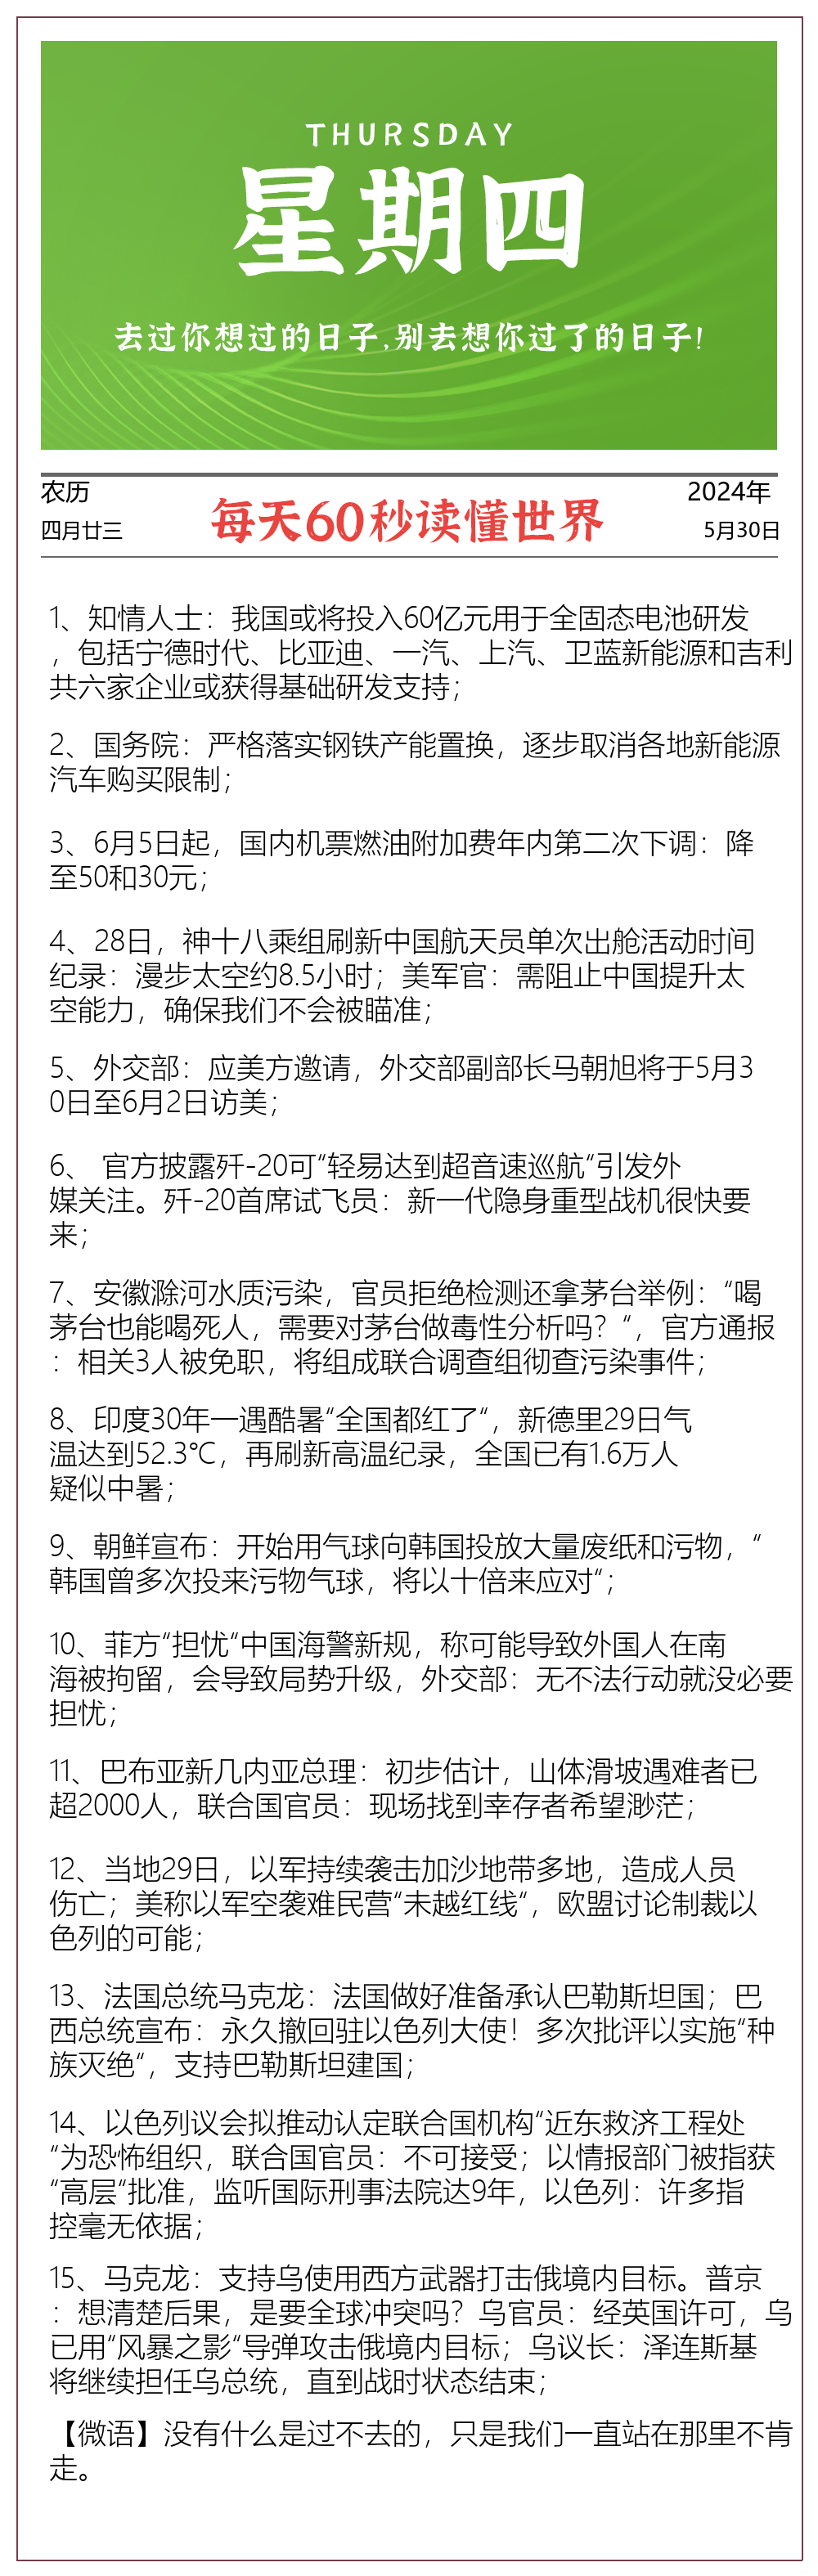 THURSDAY
星期四
去过你想过的日子,别去想你过了的日子!
农历
2024年
每天60秒读懂世界
四月廿三
5月30日
1、知情人士：我国或将投入60亿元用于全固态电池研发
，包括宁德时代、比亚迪、一汽、上汽、卫蓝新能源和吉利
共六家企业或获得基础研发支持；
2、国务院：严格落实钢铁产能置换，逐步取消各地新能源
汽车购买限制；
3、6月5日起，国内机票燃油附加费年内第二次下调：降
至50和30元；
4、28日，神十八乘组刷新中国航天员单次出舱活动时间
纪录：漫步太空约8.5小时；美军官：需阻止中国提升太
空能力，确保我们不会被瞄准；
5、外交部：应美方邀请，外交部副部长马朝旭将于5月3
0日至6月2日访美；
6、 官方披露歼-20可“轻易达到超音速巡航“引发外
媒关注。歼-20首席试飞员：新一代隐身重型战机很快要
来；
7、安徽滁河水质污染，官员拒绝检测还拿茅台举例：“喝
茅台也能喝死人，需要对茅台做毒性分析吗？“，官方通报
：相关3人被免职，将组成联合调查组彻查污染事件；
8、印度30年一遇酷暑“全国都红了“，新德里29日气
温达到52.3℃，再刷新高温纪录，全国已有1.6万人
疑似中暑；
9、朝鲜宣布：开始用气球向韩国投放大量废纸和污物，“
韩国曾多次投来污物气球，将以十倍来应对“；
10、菲方“担忧“中国海警新规，称可能导致外国人在南
海被拘留，会导致局势升级，外交部：无不法行动就没必要
担忧；
11、巴布亚新几内亚总理：初步估计，山体滑坡遇难者已
超2000人，联合国官员：现场找到幸存者希望渺茫；
12、当地29日，以军持续袭击加沙地带多地，造成人员
伤亡；美称以军空袭难民营“未越红线“，欧盟讨论制裁以
色列的可能；
13、法国总统马克龙：法国做好准备承认巴勒斯坦国；巴
西总统宣布：永久撤回驻以色列大使！多次批评以实施“种
族灭绝“，支持巴勒斯坦建国；
14、以色列议会拟推动认定联合国机构“近东救济工程处
“为恐怖组织，联合国官员：不可接受；以情报部门被指获
“高层“批准，监听国际刑事法院达9年，以色列：许多指
控毫无依据；
15、马克龙：支持乌使用西方武器打击俄境内目标。普京
：想清楚后果，是要全球冲突吗？乌官员：经英国许可，乌
已用“风暴之影“导弹攻击俄境内目标；乌议长：泽连斯基
将继续担任乌总统，直到战时状态结束；
【微语】没有什么是过不去的，只是我们一直站在那里不肯
走。